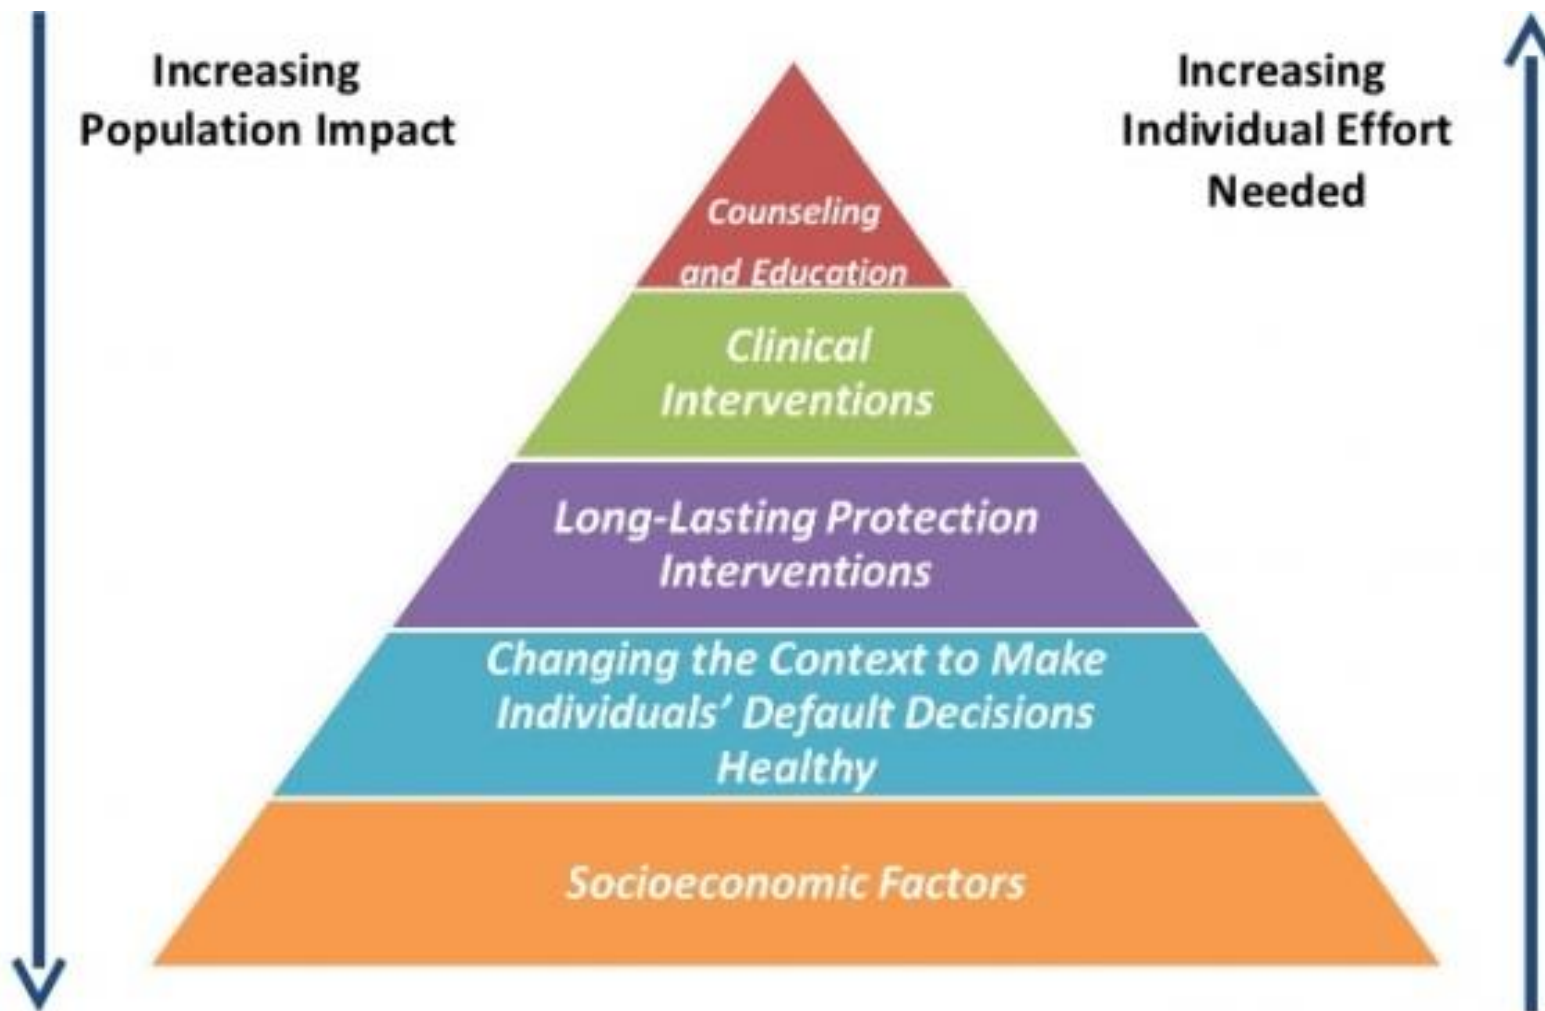 Increasing
Population Impact
Increasing
Individual Effort
Needed
Counseling
and Education
Clinical
Interventions
Long-Lasting Protection
Interventions
Changing the Context to Make
Individuals’ Default Decisions
Healthy
Socioeconomic Factors